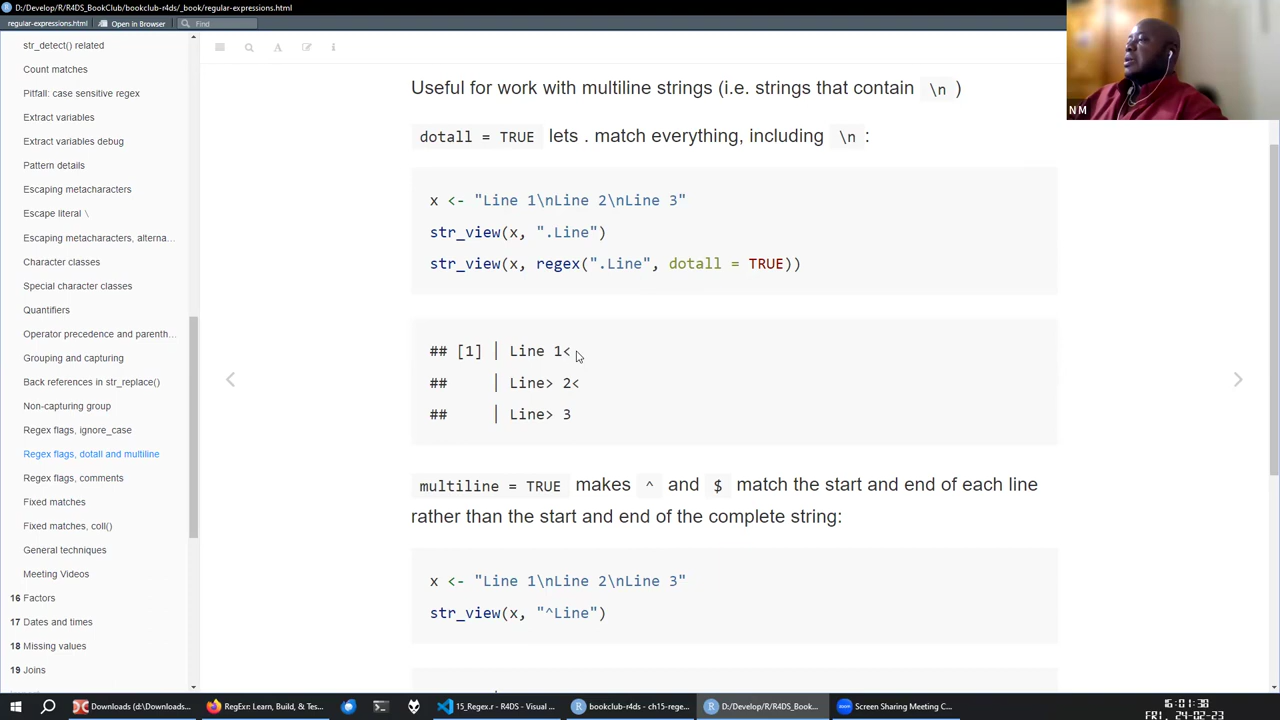 D:/Develop/R/R4DS_BookClub/bookclub-r4ds/_book/regular-expressions.html
regular-expressions.html
Open in Browser
Find
str_detect() related
Count matches
Pitfall: case sensitive regex
Extract variables
Extract variables debug
Pattern details
Escaping metacharacters
Escape literal \
Escaping metacharacters, alterna...
Character classes
Special character classes
Quantifiers
Operator precedence and parenth...
Grouping and capturing
Back references in str_replace()
Non-capturing group
Regex flags, ignore_case
Regex flags, dotall and multiline
Regex flags, comments
Fixed matches
Fixed matches, coll()
General techniques
Meeting Videos
16 Factors
17 Dates and times
18 Missing values
19 Joins
Useful for work with multiline strings (i.e. strings that contain \n )
dotall = TRUE lets . match everything, including \n :
x <- "Line 1\nLine 2\nLine 3"
str_view(x, ".Line")
str_view(x, regex(".Line", dotall = TRUE))
## [1] │ Line 1<
## │ Line> 2<
## │ Line> 3
multiline = TRUE makes ^ and $ match the start and end of each line
rather than the start and end of the complete string:
x <- "Line 1\nLine 2\nLine 3"
str_view(x, "^Line")
NM
Downloads (d:\Downloads...
RegExr: Learn, Build, & Tes...
15_Regex.r - R4DS - Visual ...
bookclub-r4ds - ch15-rege...
D:/Develop/R/R4DS_Boo...
Screen Sharing Meeting C...
16:01:38
FRI, 24-02-23